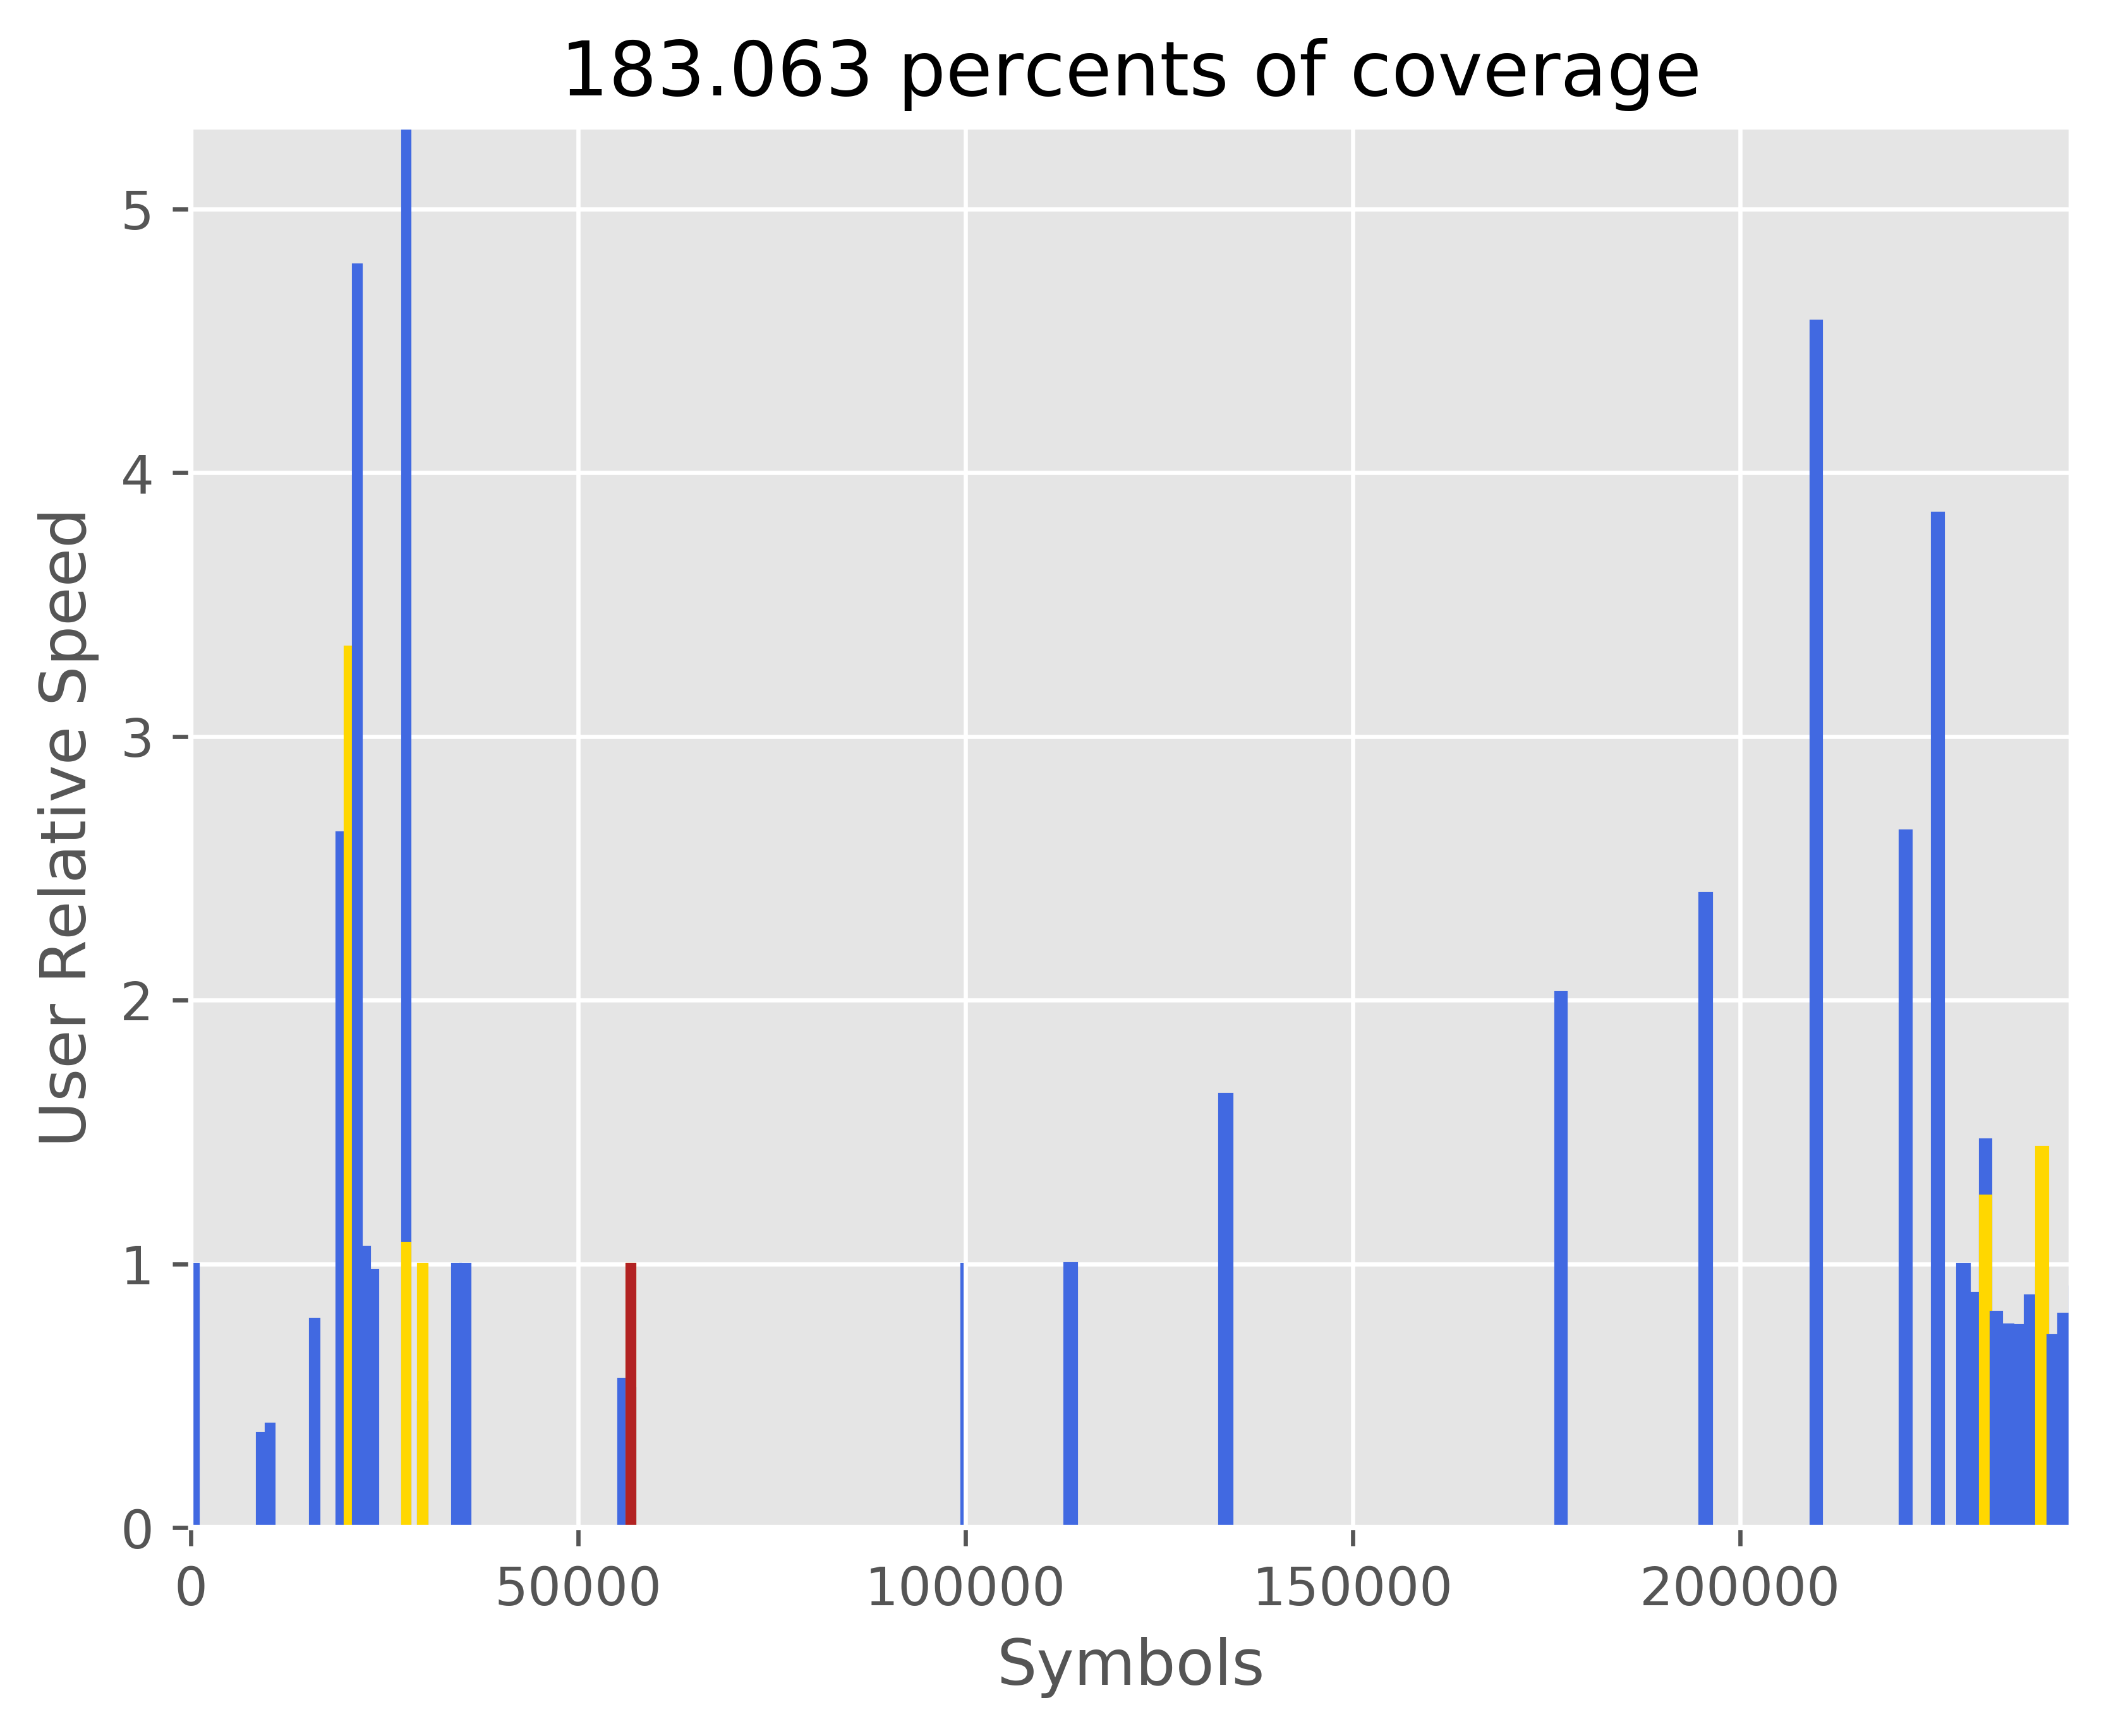 183.063 percents of coverage
User Relative Speed
5
4
3
2
1
0
0 50000 100000 150000 200000
Symbols